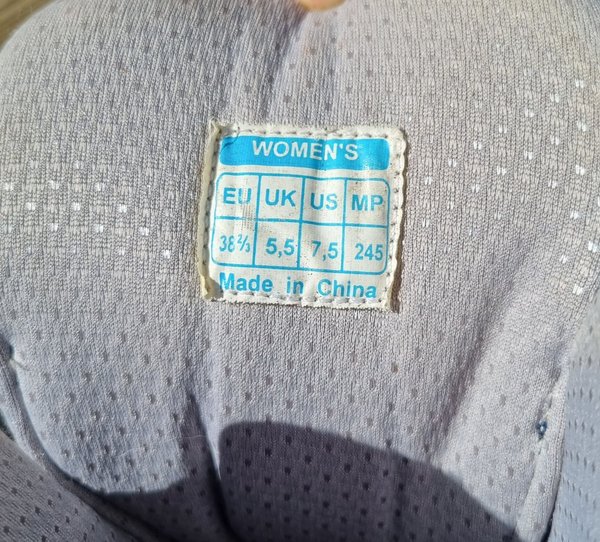 WOMEN'S
EU UK US MP
38⅔ 5,5 7,5 245
Made in China